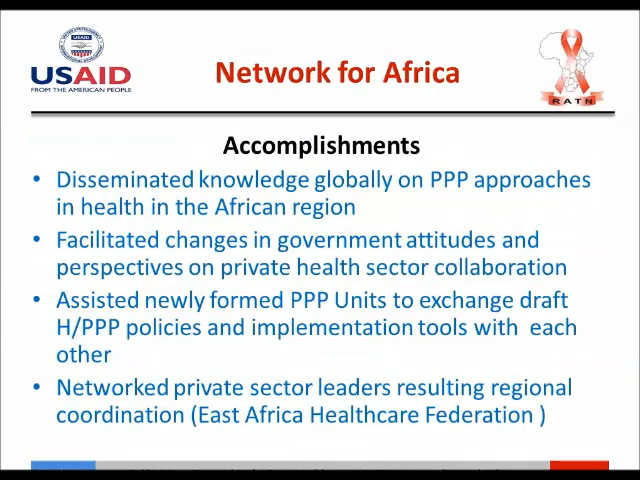 USAID
FROM THE AMERICAN PEOPLE
Network for Africa
RATN
Accomplishments
• Disseminated knowledge globally on PPP approaches
in health in the African region
• Facilitated changes in government attitudes and
perspectives on private health sector collaboration
• Assisted newly formed PPP Units to exchange draft
H/PPP policies and implementation tools with each
other
• Networked private sector leaders resulting regional
coordination (East Africa Healthcare Federation )